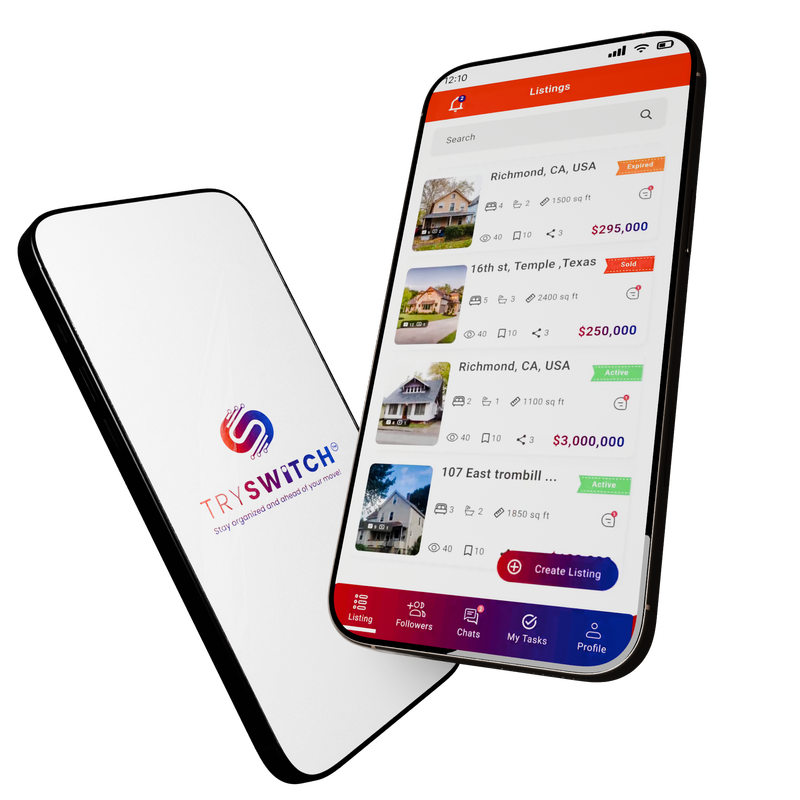 12:10
2
Listings
Search
Richmond, CA, USA
Expired
4 2 1500 sq ft
40 10 3
$295,000
16th st, Temple ,Texas
Sold
5 3 2400 sq ft
40 10 3
$250,000
Richmond, CA, USA
Active
2 1 1100 sq ft
40 10 3
$3,000,000
107 East trombill ...
Active
3 2 1850 sq ft
40 10
Create Listing
Listing
Followers
Chats
My Tasks
Profile
TRYSWITCH
Stay organized and ahead of your move!